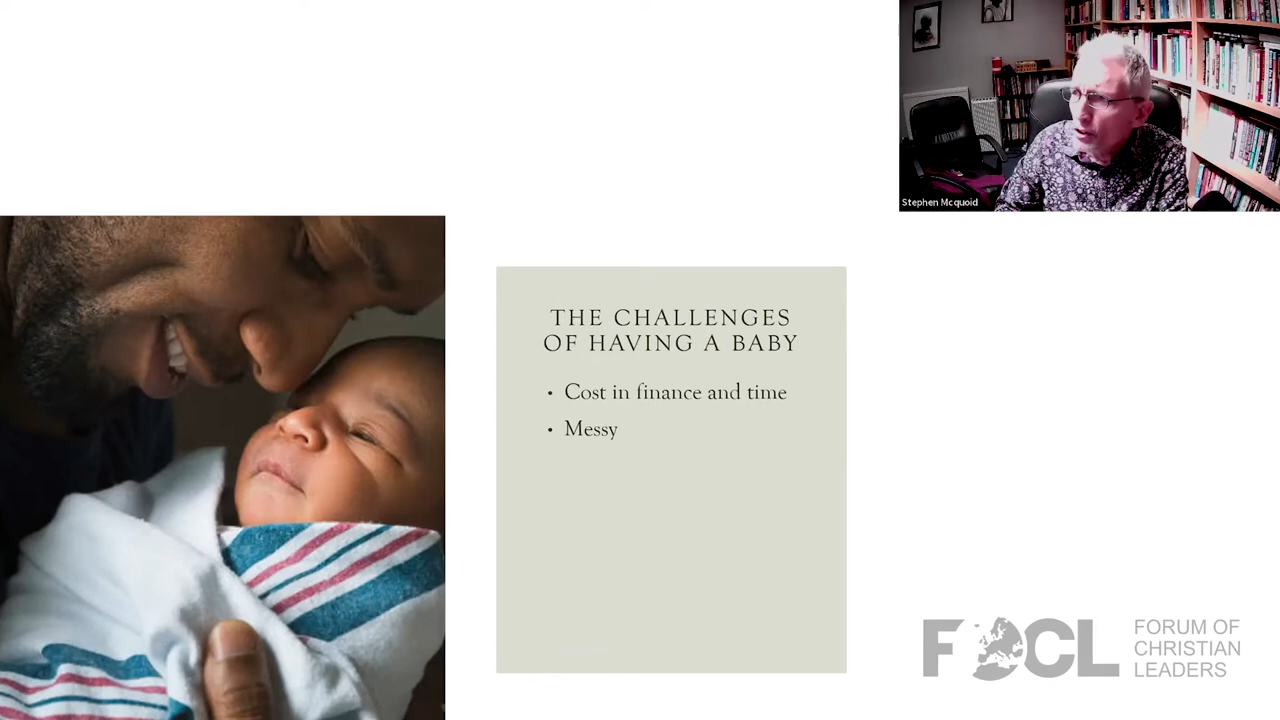 Stephen Mcquoid
THE CHALLENGES
OF HAVING A BABY
• Cost in finance and time
• Messy
FOCL
FORUM OF
CHRISTIAN
LEADERS